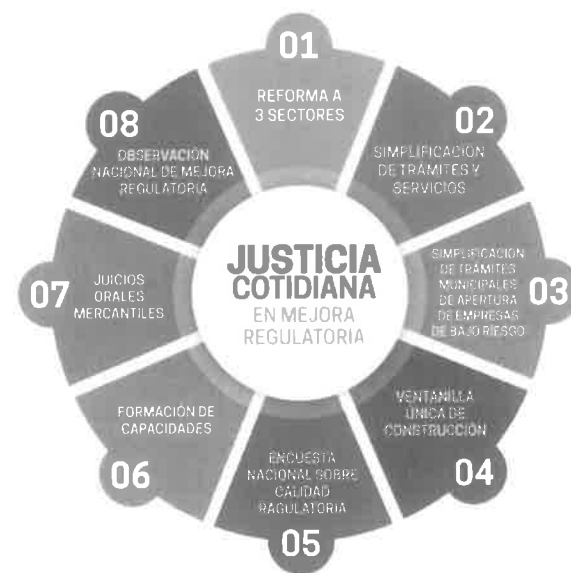 01
REFORMA A
3 SECTORES
02
SIMPLIFICACIÓN
DE TRÁMITES Y
SERVICIOS
SIMPLIFICACIÓN
DE TRÁMITES
MUNICIPALES
DE APERTURA
DE EMPRESAS
DE BAJO RIESGO
03
VENTANILLA
ÚNICA DE
CONSTRUCCIÓN
04
ENCUESTA
NACIONAL SOBRE
CALIDAD
RAGULATORIA
05
FORMACIÓN DE
CAPACIDADES
06
07
JUICIOS
ORALES
MERCANTILES
08
OBSERVACIÓN
NACIONAL DE MEJORA
REGULATORIA
JUSTICIA
COTIDIANA
EN MEJORA
REGULATORIA